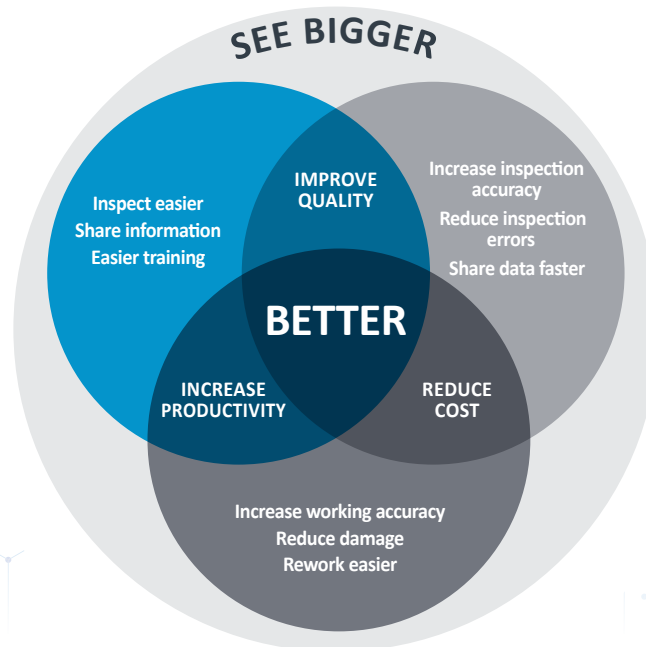 SEE BIGGER
IMPROVE
QUALITY
Inspect easier
Share information
Easier training
Increase inspection
accuracy
Reduce inspection
errors
Share data faster
BETTER
INCREASE
PRODUCTIVITY
REDUCE
COST
Increase working accuracy
Reduce damage
Rework easier